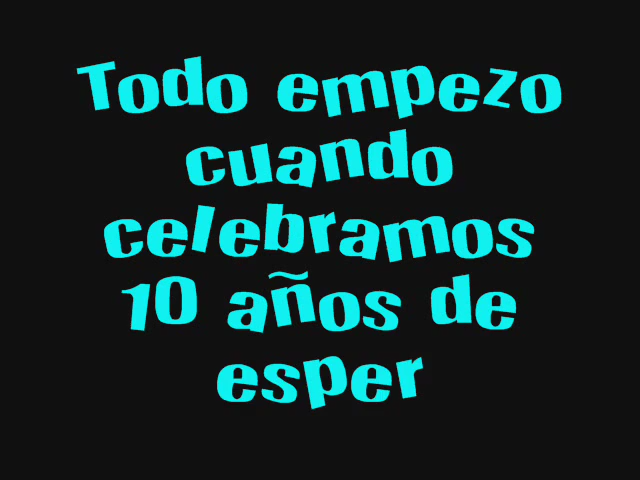 Todo empezo
cuando
celebramos
10 años de
esper